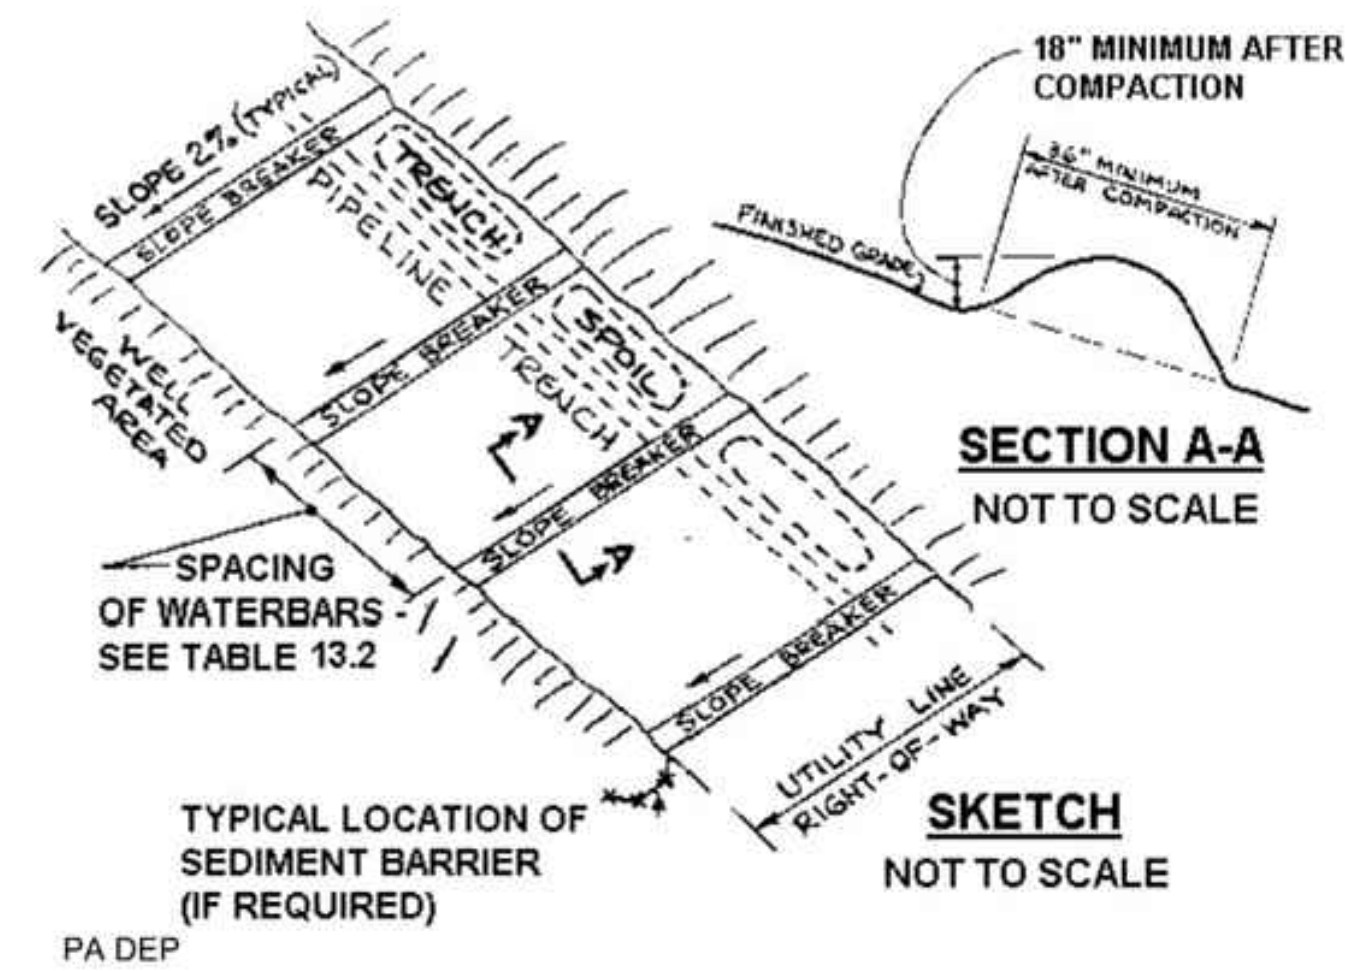 18" MINIMUM AFTER
COMPACTION
36" MINIMUM
AFTER COMPACTION
FINISHED GRADE
SECTION A-A
NOT TO SCALE
SLOPE 2% (TYPICAL)
SLOPE BREAKER
TRENCH
PIPELINE
SLOPE BREAKER
SPOIL
TRENCH
WELL
VEGETATED
AREA
A
SLOPE BREAKER
A
SPACING
OF WATERBARS -
SEE TABLE 13.2
SLOPE BREAKER
UTILITY LINE
RIGHT-OF-WAY
TYPICAL LOCATION OF
SEDIMENT BARRIER
(IF REQUIRED)
SKETCH
NOT TO SCALE
PA DEP